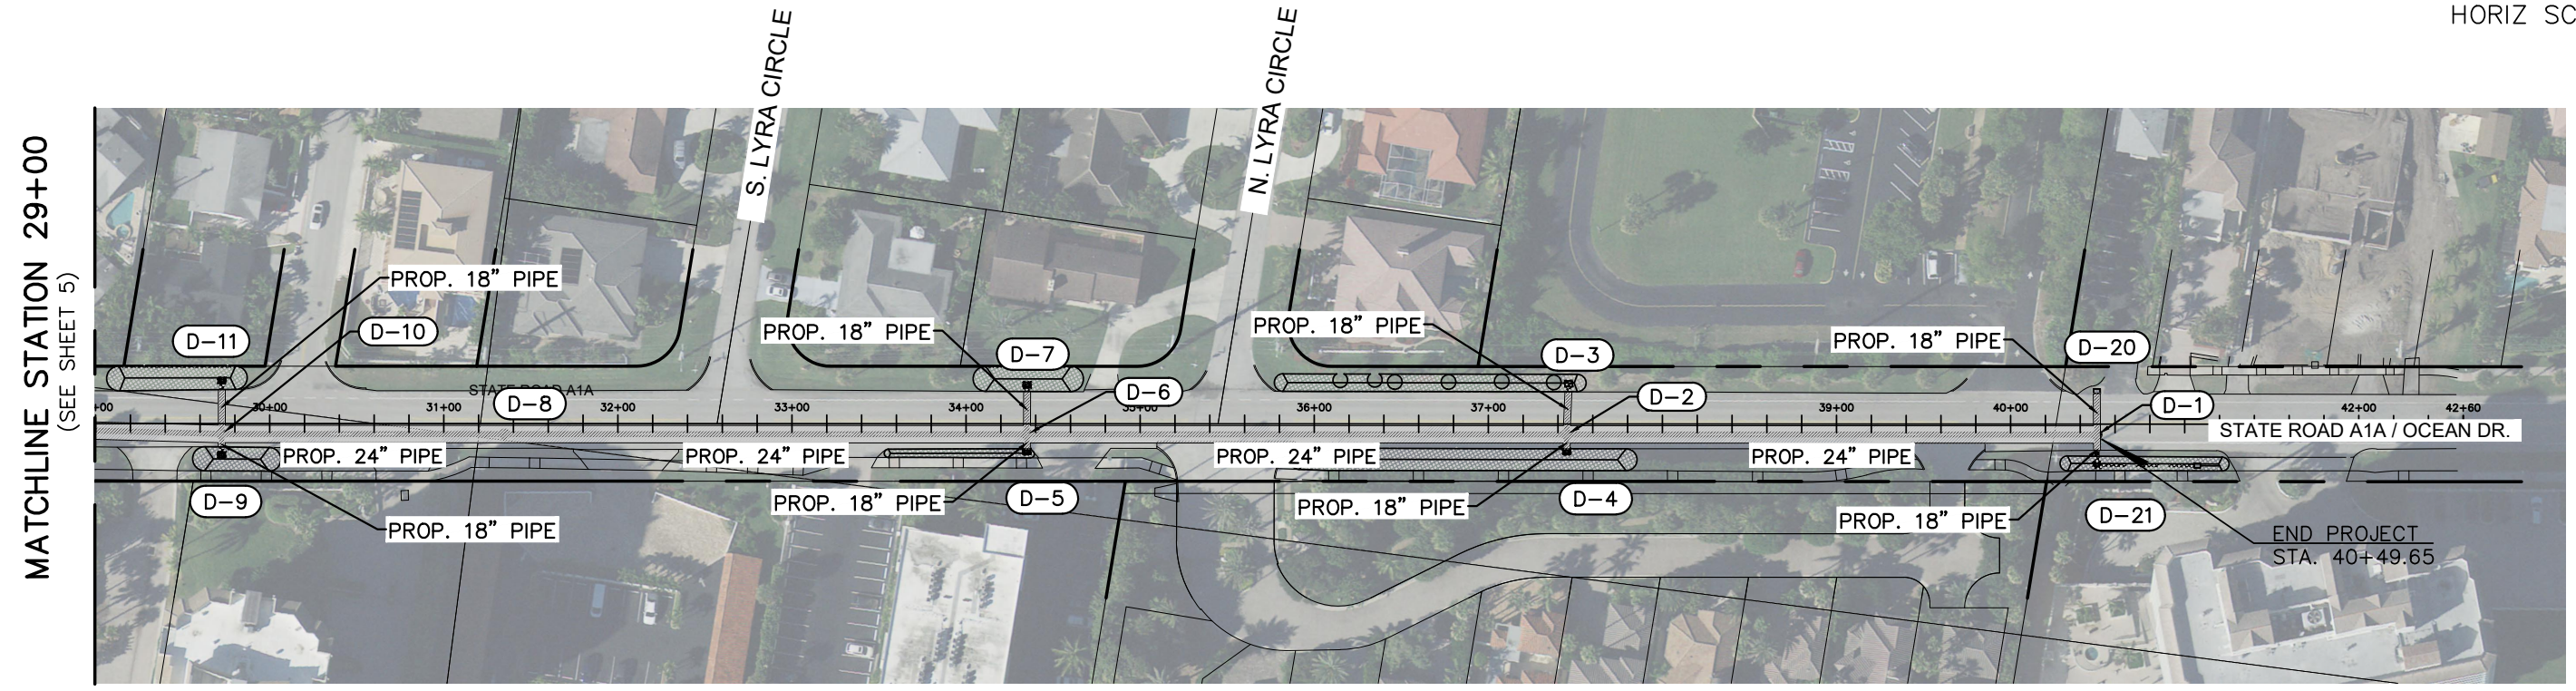 HORIZ SC
S. LYRA CIRCLE
N. LYRA CIRCLE
MATCHLINE STATION 29+00
(SEE SHEET 5)
PROP. 18” PIPE
D-11
D-10
PROP. 18” PIPE
D-7
PROP. 18” PIPE
D-3
PROP. 18” PIPE
D-20
STATE ROAD A1A
D-8
D-6
D-2
D-1
+00
30+00
31+00
32+00
33+00
34+00
35+00
36+00
37+00
39+00
40+00
42+00
42+60
STATE ROAD A1A / OCEAN DR.
PROP. 24” PIPE
PROP. 24” PIPE
PROP. 24” PIPE
PROP. 24” PIPE
D-9
PROP. 18” PIPE
PROP. 18” PIPE
D-5
PROP. 18” PIPE
D-4
PROP. 18” PIPE
D-21
END PROJECT
STA. 40+49.65